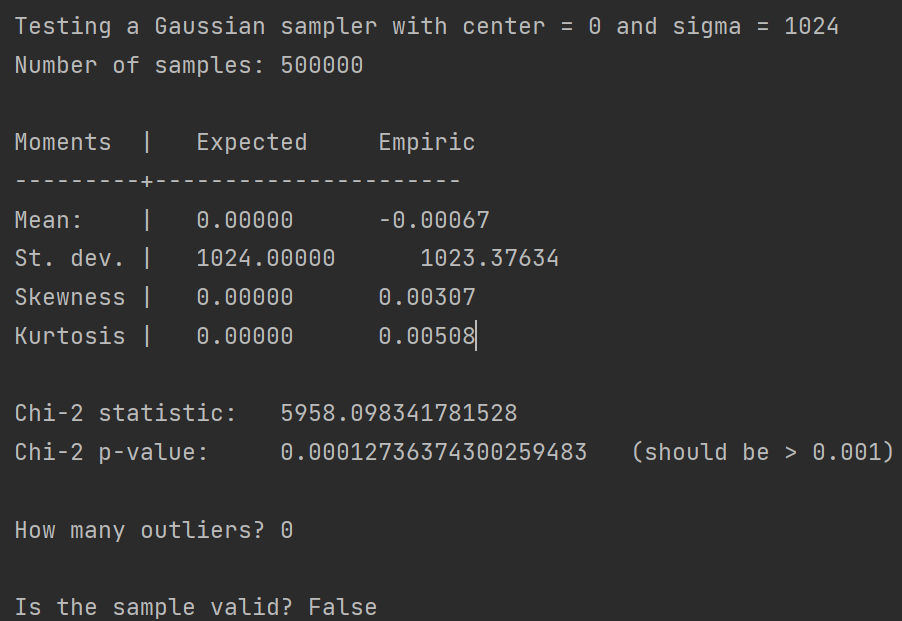 Testing a Gaussian sampler with center = 0 and sigma = 1024
Number of samples: 500000
Moments  |   Expected     Empiric
---------+----------------------
Mean:    |   0.00000      -0.00067
St. dev. |   1024.00000      1023.37634
Skewness |   0.00000      0.00307
Kurtosis |   0.00000      0.00508
Chi-2 statistic:   5958.098341781528
Chi-2 p-value:     0.00012736374300259483   (should be > 0.001)
How many outliers? 0
Is the sample valid? False